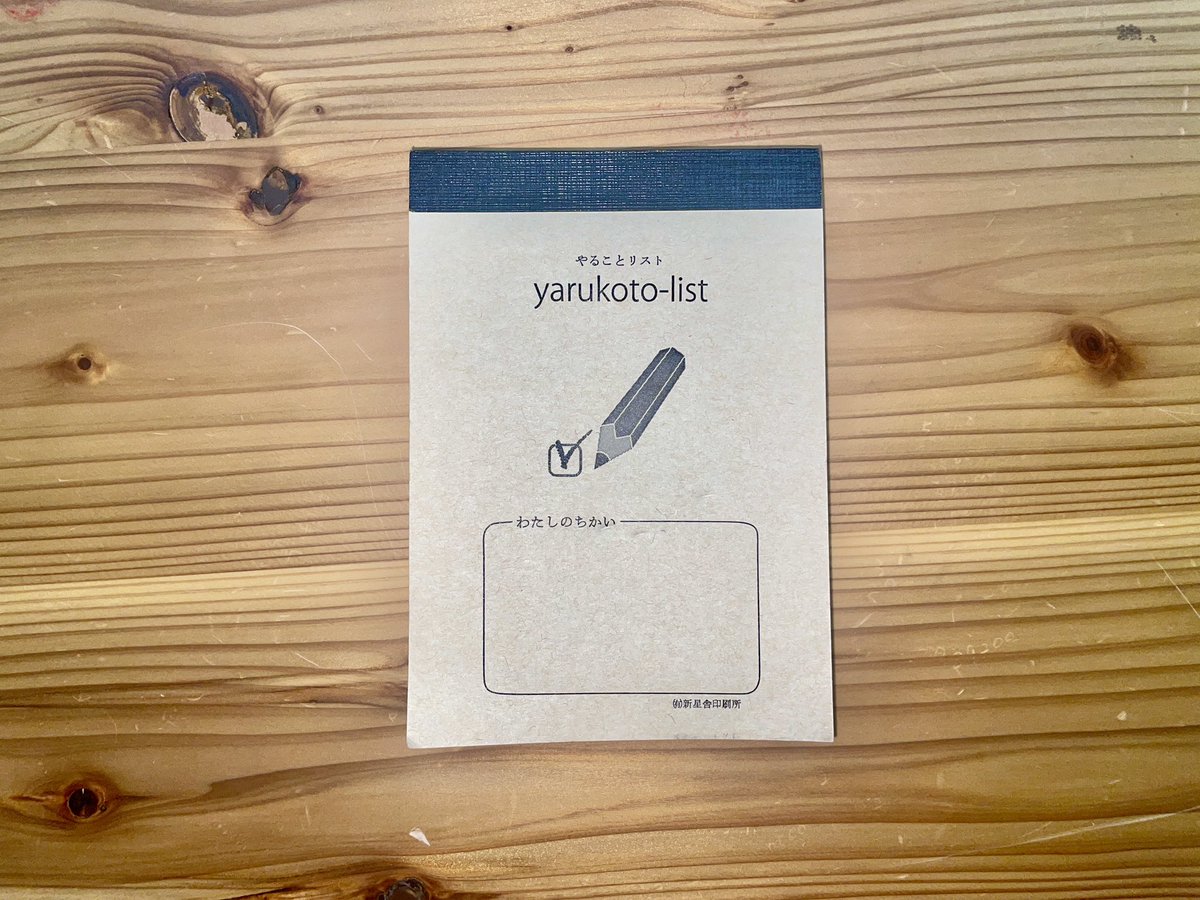 やることリスト
yarukoto-list
わたしのちかい
㈲新星舎印刷所